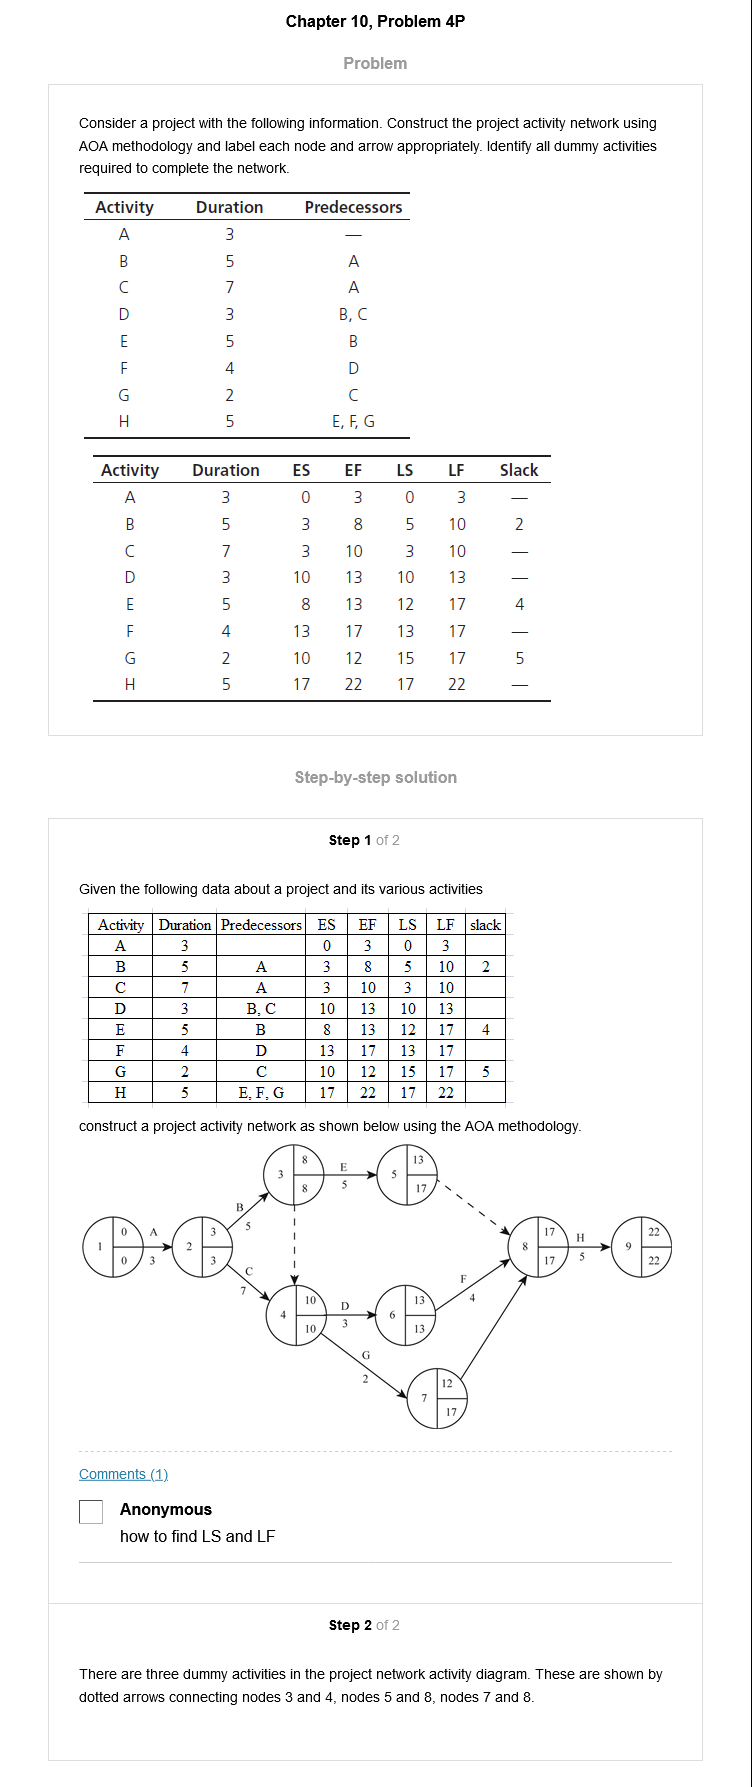 Chapter 10, Problem 4P
Problem
Consider a project with the following information. Construct the project activity network using
AOA methodology and label each node and arrow appropriately. Identify all dummy activities
required to complete the network.
Activity Duration Predecessors
A 3 —
B 5 A
C 7 A
D 3 B, C
E 5 B
F 4 D
G 2 C
H 5 E, F, G
Activity Duration ES EF LS LF Slack
A 3 0 3 0 3 —
B 5 3 8 5 10 2
C 7 3 10 3 10 —
D 3 10 13 10 13 —
E 5 8 13 12 17 4
F 4 13 17 13 17 —
G 2 10 12 15 17 5
H 5 17 22 17 22 —
Step-by-step solution
Step 1 of 2
Given the following data about a project and its various activities
Activity Duration Predecessors ES EF LS LF slack
A 3 0 3 0 3
B 5 A 3 8 5 10 2
C 7 A 3 10 3 10
D 3 B, C 10 13 10 13
E 5 B 8 13 12 17 4
F 4 D 13 17 13 17
G 2 C 10 12 15 17 5
H 5 E, F, G 17 22 17 22
construct a project activity network as shown below using the AOA methodology.
8 13
3 E 5
8 5 17
B
5
0 A 3 17 H 22
1 2 8 9
0 3 3 17 5 22
C
7
F
4
10 D 13
4 6
10 3 13
G
2
12
7
17
Comments (1)
Anonymous
how to find LS and LF
Step 2 of 2
There are three dummy activities in the project network activity diagram. These are shown by
dotted arrows connecting nodes 3 and 4, nodes 5 and 8, nodes 7 and 8.